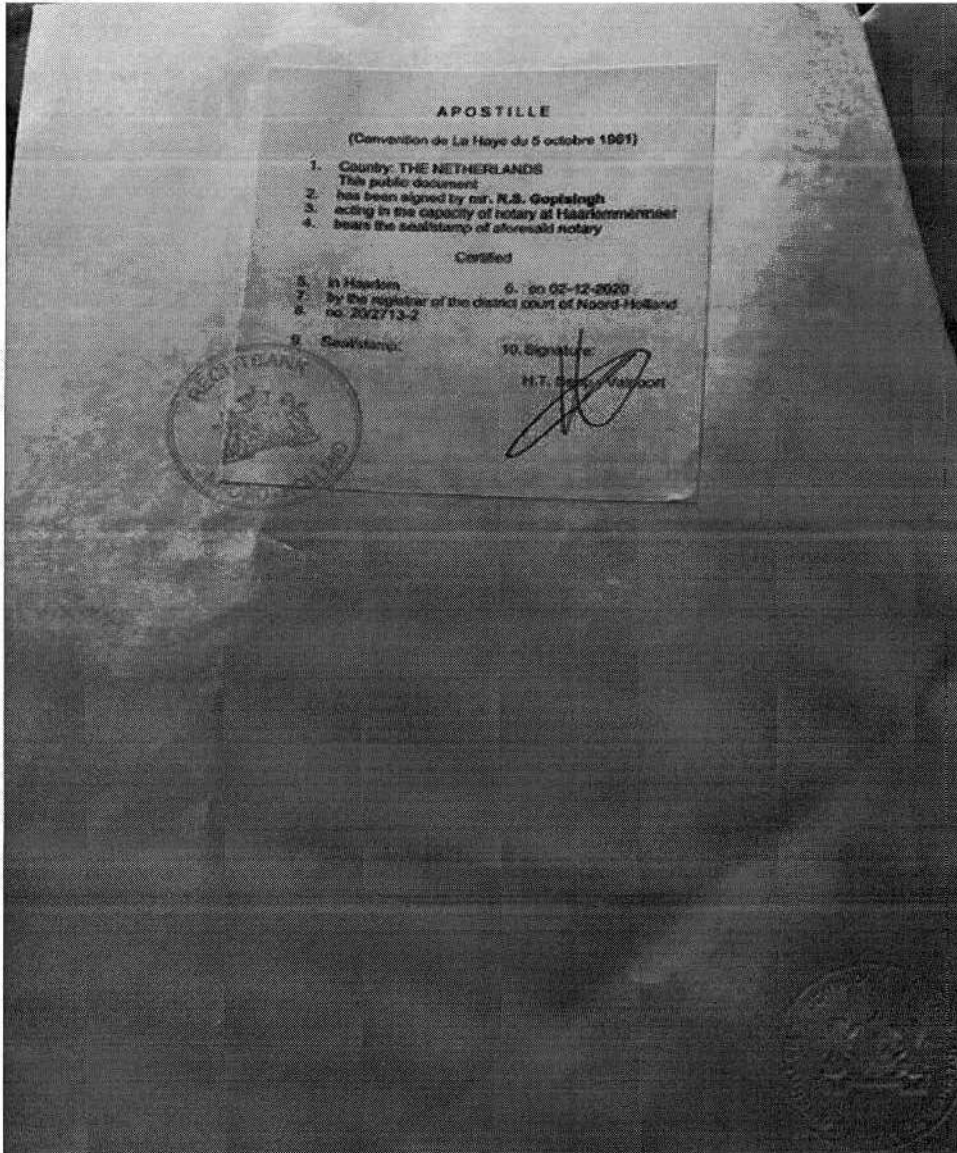 APOSTILLE
(Convention de La Haye du 5 octobre 1961)
1. Country: THE NETHERLANDS
This public document
2. has been signed by mr. R.S. Gopisingh
3. acting in the capacity of notary at Haarlemmermeer
4. bears the seal/stamp of aforesaid notary
Certified
5. in Haarlem 6. on 02-12-2020
7. by the registrar of the district court of Noord-Holland
8. no. 20/2713-2
9. Seal/stamp: 10. Signature:
H.T.
RECHTBANK